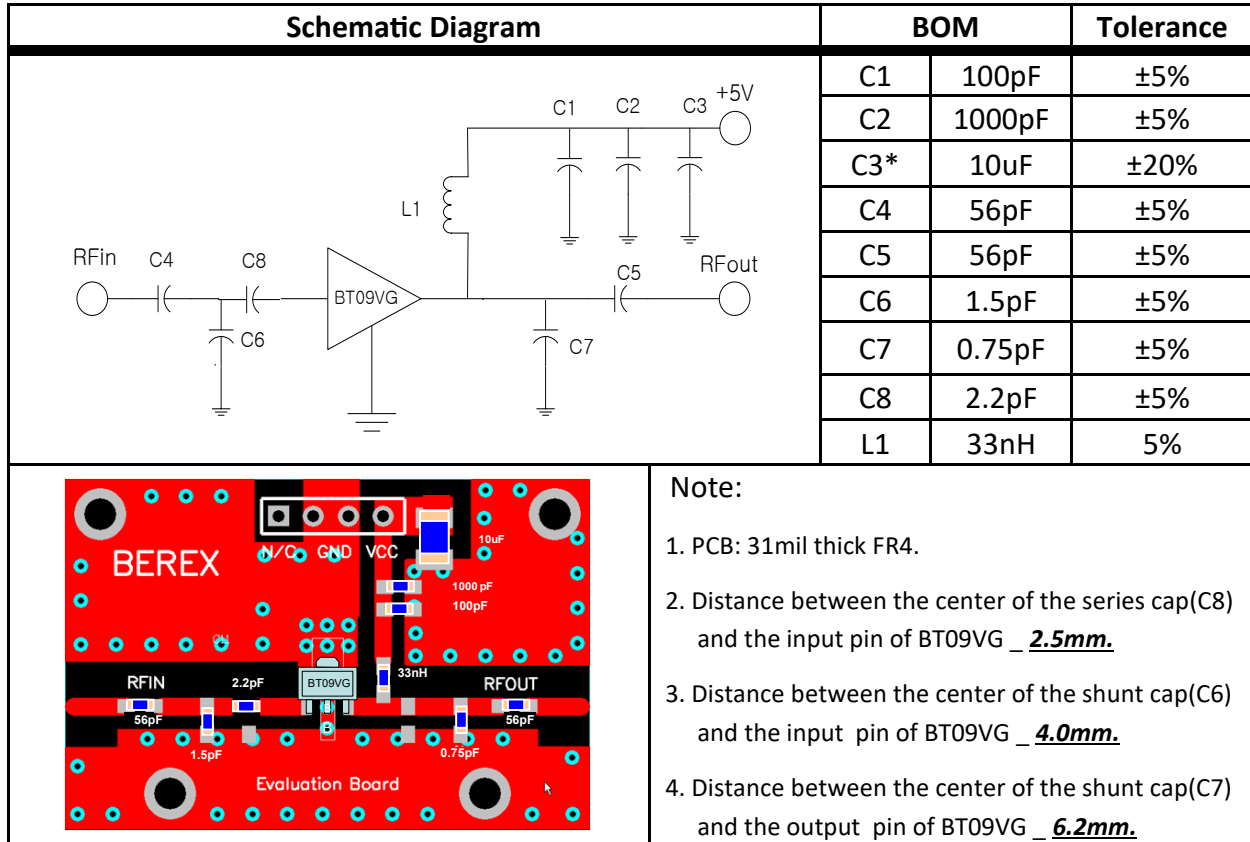 Schematic Diagram
BOM
Tolerance
C1 C2 C3 +5V
L1
RFin C4 C8 BT09VG C5 RFout
C6 C7
C1 100pF ±5%
C2 1000pF ±5%
C3* 10uF ±20%
C4 56pF ±5%
C5 56pF ±5%
C6 1.5pF ±5%
C7 0.75pF ±5%
C8 2.2pF ±5%
L1 33nH 5%
BEREX
N/C GND VCC
10uF
1000 pF
100pF
33nH
RFIN 2.2pF BT09VG RFOUT
56pF 56pF
1.5pF 0.75pF
Evaluation Board
Note:
1. PCB: 31mil thick FR4.
2. Distance between the center of the series cap(C8)
and the input pin of BT09VG _ 2.5mm.
3. Distance between the center of the shunt cap(C6)
and the input pin of BT09VG _ 4.0mm.
4. Distance between the center of the shunt cap(C7)
and the output pin of BT09VG _ 6.2mm.